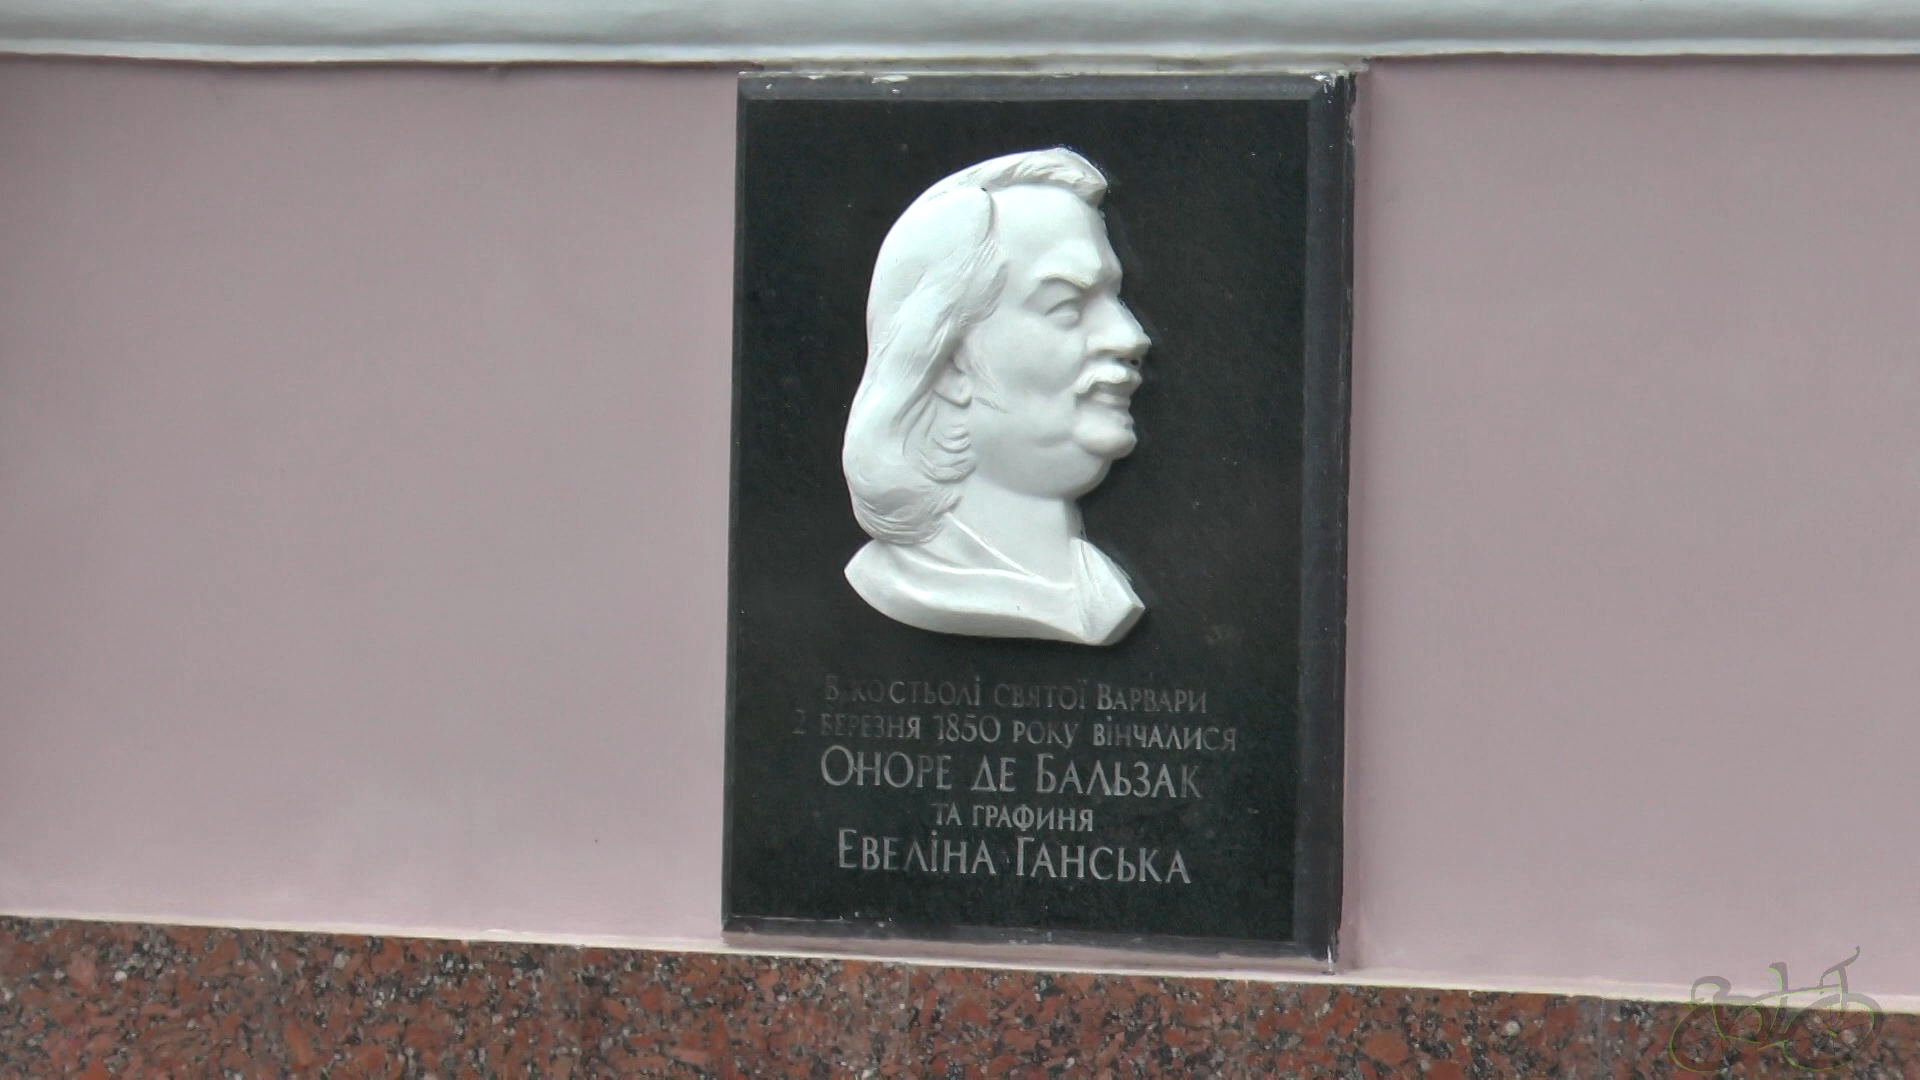 В костьолі святої Варвари
2 березня 1850 року вінчалися
Оноре де Бальзак
та графиня
Евеліна Ганська